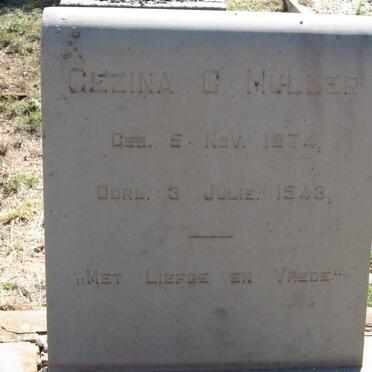 GEZINA C MULLER
GEB. 5 NOV. 1874,
OORL. 3 JULIE. 1943,
„MET LIEFDE EN VREDE"